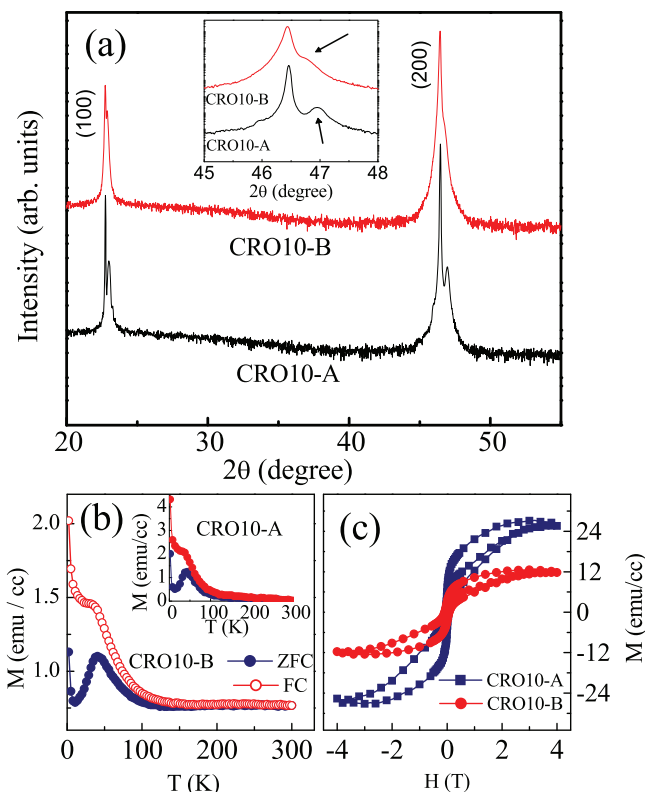 (a)
(100)
(200)
CRO10-B
CRO10-A
45 46 47 48
2θ (degree)
CRO10-B
CRO10-A
Intensity (arb. units)
20 30 40 50
2θ (degree)
(b)
2.0
1.5
1.0
M (emu / cc)
CRO10-B
ZFC
FC
0 100 200 300
T (K)
CRO10-A
4
3
2
1
0
M (emu/cc)
0 100 200 300
T (K)
(c)
24
12
0
-12
-24
M (emu/cc)
CRO10-A
CRO10-B
-4 -2 0 2 4
H (T)